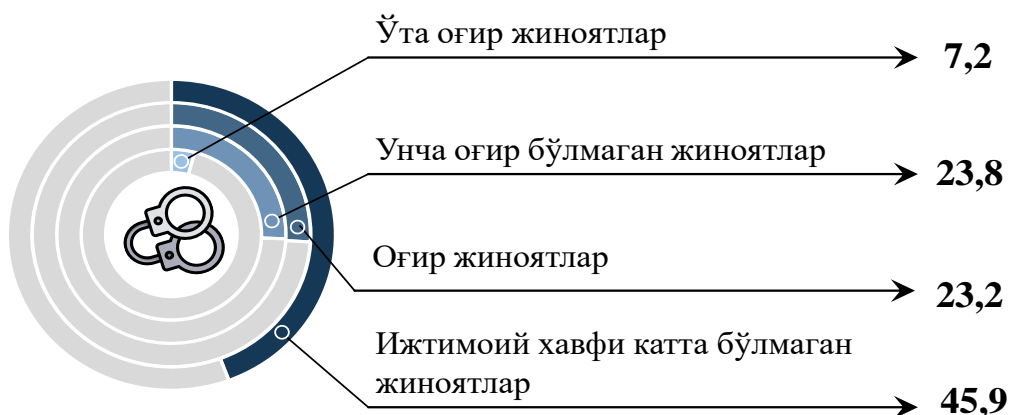 Ўта оғир жиноятлар
7,2
Унча оғир бўлмаган жиноятлар
23,8
Оғир жиноятлар
23,2
Ижтимоий хавфи катта бўлмаган
жиноятлар
45,9